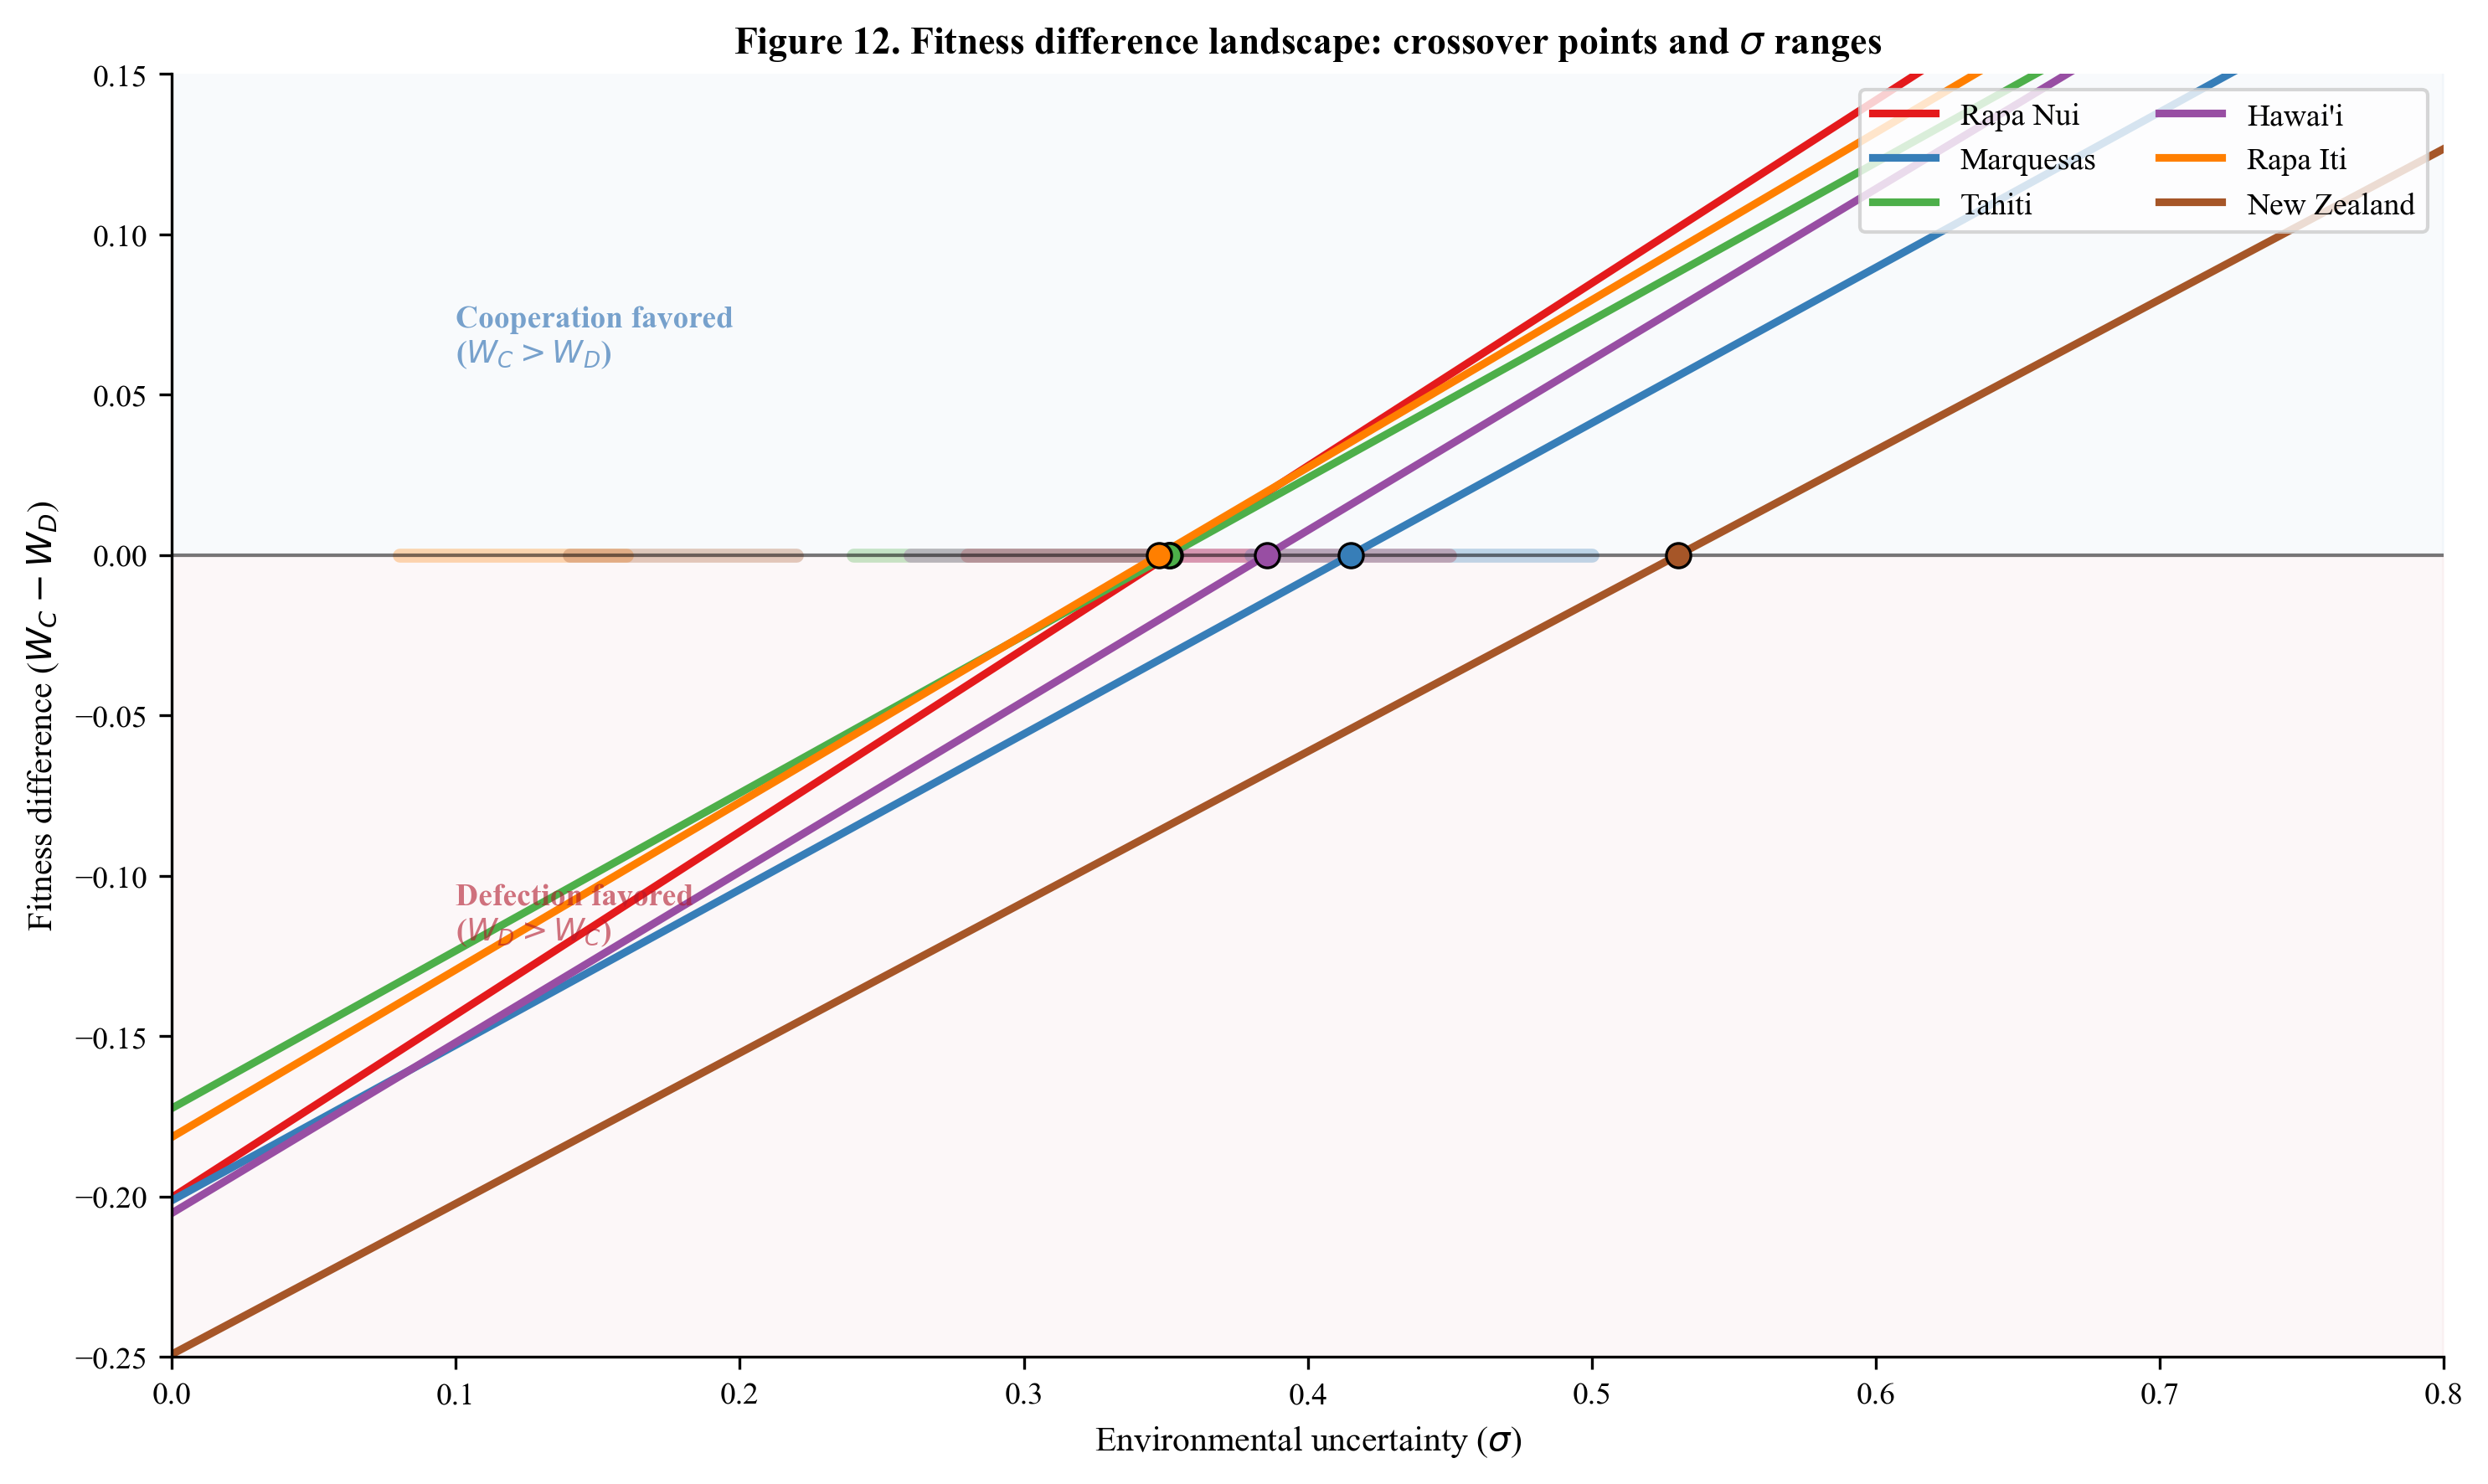 Figure 12. Fitness difference landscape: crossover points and σ ranges
0.15
0.10
0.05
0.00
−0.05
−0.10
−0.15
−0.20
−0.25
Fitness difference (W_C − W_D)
Rapa Nui
Marquesas
Tahiti
Hawai'i
Rapa Iti
New Zealand
Cooperation favored
(W_C > W_D)
Defection favored
(W_D > W_C)
0.0 0.1 0.2 0.3 0.4 0.5 0.6 0.7 0.8
Environmental uncertainty (σ)